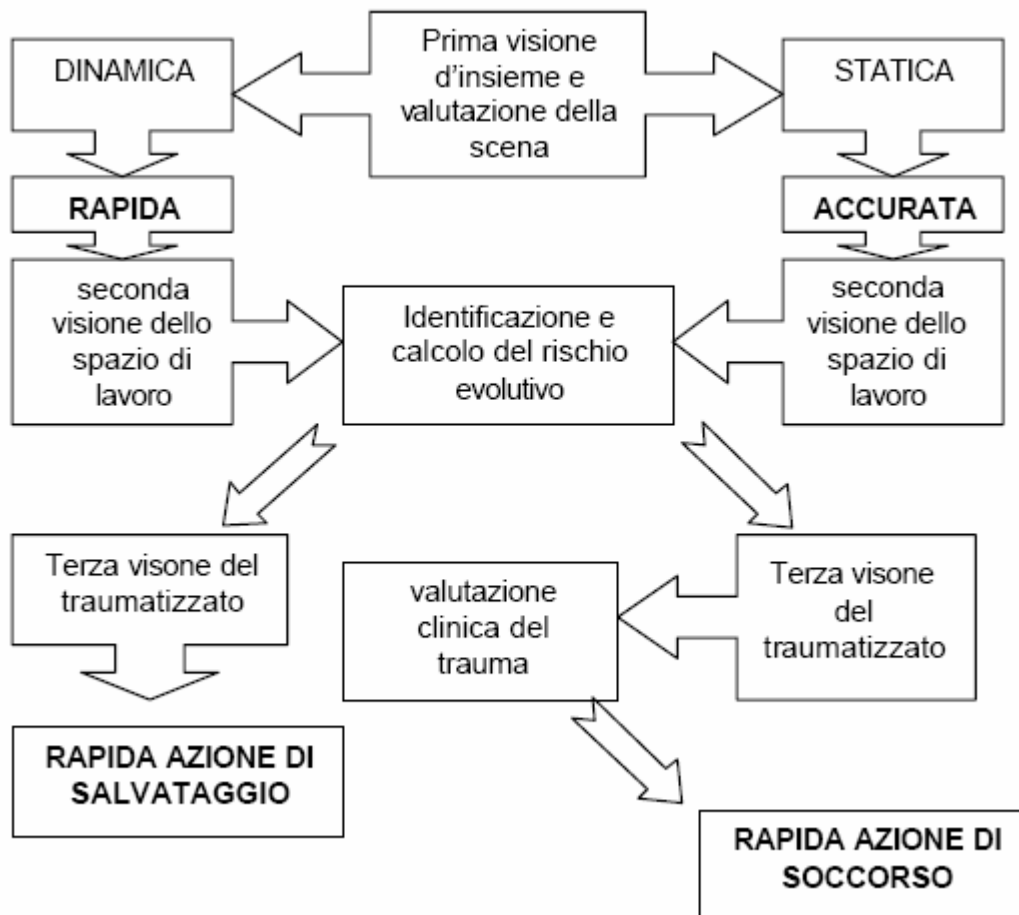 DINAMICA
Prima visione
d'insieme e
valutazione della
scena
STATICA
RAPIDA
ACCURATA
seconda
visione dello
spazio di
lavoro
Identificazione e
calcolo del rischio
evolutivo
seconda
visione dello
spazio di
lavoro
Terza visone del
traumatizzato
valutazione
clinica del
trauma
Terza visone
del
traumatizzato
RAPIDA AZIONE DI
SALVATAGGIO
RAPIDA AZIONE DI
SOCCORSO